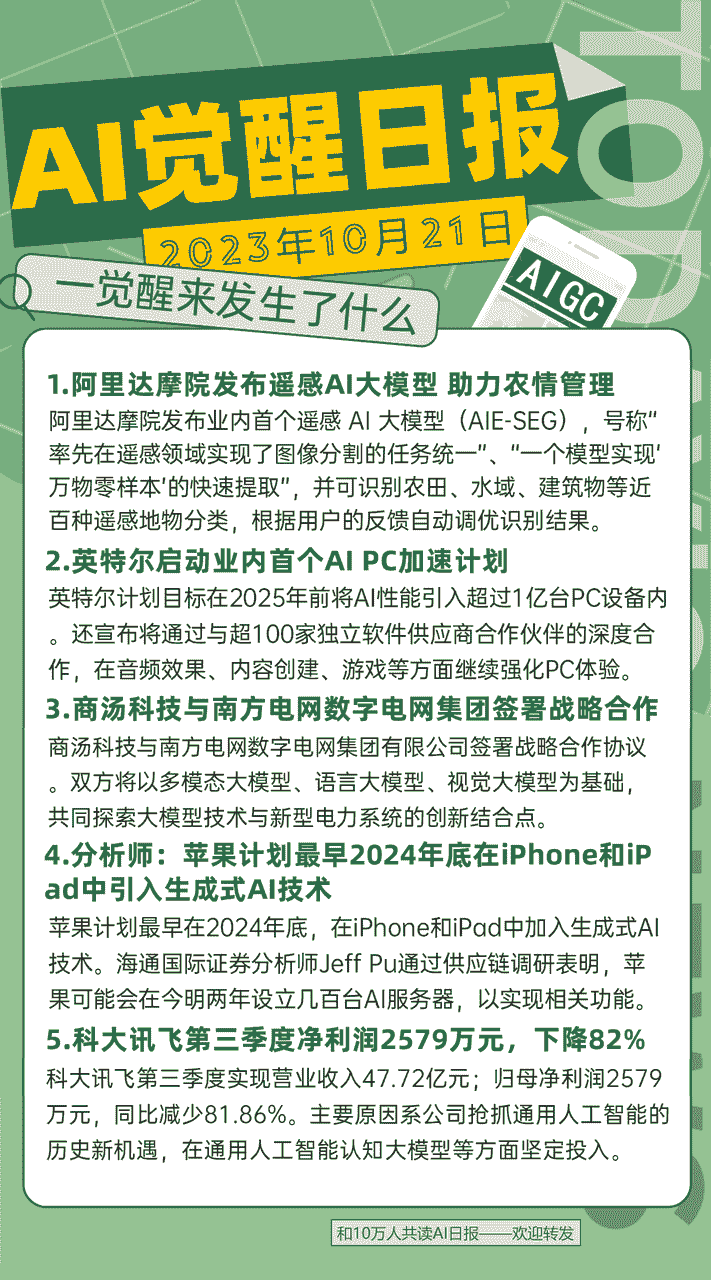 AI觉醒日报
2023年10月21日
一觉醒来发生了什么
AIGC
1.阿里达摩院发布遥感AI大模型 助力农情管理
阿里达摩院发布业内首个遥感 AI 大模型（AIE-SEG），号称“
率先在遥感领域实现了图像分割的任务统一”、“一个模型实现‘
万物零样本’的快速提取”，并可识别农田、水域、建筑物等近
百种遥感地物分类，根据用户的反馈自动调优识别结果。
2.英特尔启动业内首个AI PC加速计划
英特尔计划目标在2025年前将AI性能引入超过1亿台PC设备内
。还宣布将通过与超100家独立软件供应商合作伙伴的深度合
作，在音频效果、内容创建、游戏等方面继续强化PC体验。
3.商汤科技与南方电网数字电网集团签署战略合作
商汤科技与南方电网数字电网集团有限公司签署战略合作协议
。双方将以多模态大模型、语言大模型、视觉大模型为基础，
共同探索大模型技术与新型电力系统的创新结合点。
4.分析师：苹果计划最早2024年底在iPhone和iP
ad中引入生成式AI技术
苹果计划最早在2024年底，在iPhone和iPad中加入生成式AI
技术。海通国际证券分析师Jeff Pu通过供应链调研表明，苹
果可能会在今明两年设立几百台AI服务器，以实现相关功能。
5.科大讯飞第三季度净利润2579万元，下降82%
科大讯飞第三季度实现营业收入47.72亿元；归母净利润2579
万元，同比减少81.86%。主要原因系公司抢抓通用人工智能的
历史新机遇，在通用人工智能认知大模型等方面坚定投入。
和10万人共读AI日报——欢迎转发